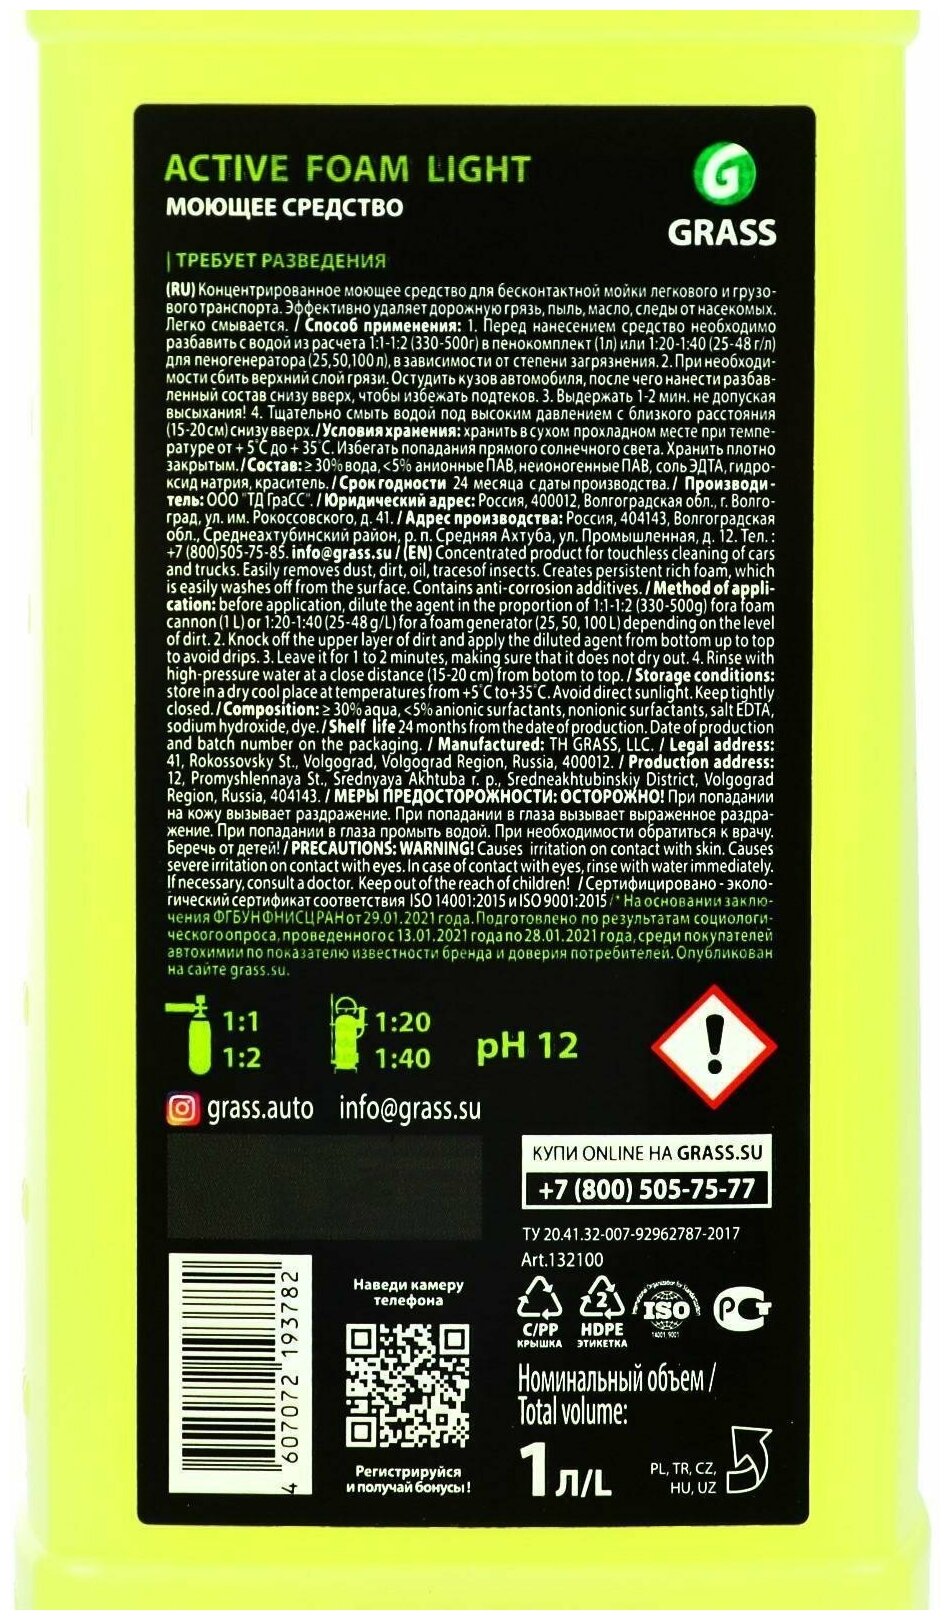 ACTIVE FOAM LIGHT
МОЮЩЕЕ СРЕДСТВО
GRASS
| ТРЕБУЕТ РАЗВЕДЕНИЯ
(RU) Концентрированное моющее средство для бесконтактной мойки легкового и грузо-
вого транспорта. Эффективно удаляет дорожную грязь, пыль, масло, следы от насекомых.
Легко смывается. / Способ применения: 1. Перед нанесением средство необходимо
разбавить с водой из расчета 1:1-1:2 (330-500г) в пенокомплект (1л) или 1:20-1:40 (25-48 г/л)
для пеногенератора (25,50,100 л), в зависимости от степени загрязнения. 2. При необходи-
мости сбить верхний слой грязи. Остудить кузов автомобиля, после чего нанести разбав-
ленный состав снизу вверх, чтобы избежать подтеков. 3. Выдержать 1-2 мин. не допуская
высыхания! 4. Тщательно смыть водой под высоким давлением с близкого расстояния
(15-20 см) снизу вверх. / Условия хранения: хранить в сухом прохладном месте при темпе-
ратуре от + 5˚С до + 35˚С. Избегать попадания прямого солнечного света. Хранить плотно
закрытым. / Состав: ≥ 30% вода, <5% анионные ПАВ, неионогенные ПАВ, соль ЭДТА, гидро-
ксид натрия, краситель. / Срок годности 24 месяца с даты производства. / Производи-
тель: ООО "ТД ГраСС". / Юридический адрес: Россия, 400012, Волгоградская обл., г. Волго-
град, ул. им. Рокоссовского, д. 41. / Адрес производства: Россия, 404143, Волгоградская
обл., Среднеахтубинский район, р. п. Средняя Ахтуба, ул. Промышленная, д. 12. Тел. :
+7 (800)505-75-85. info@grass.su / (EN) Concentrated product for touchless cleaning of cars
and trucks. Easily removes dust, dirt, oil, tracesof insects. Creates persistent rich foam, which
is easily washes off from the surface. Contains anti-corrosion additives. / Method of appli-
cation: before application, dilute the agent in the proportion of 1:1-1:2 (330-500g) fora foam
cannon (1 L) or 1:20-1:40 (25-48 g/L) for a foam generator (25, 50, 100 L) depending on the level
of dirt. 2. Knock off the upper layer of dirt and apply the diluted agent from bottom up to top
to avoid drips. 3. Leave it for 1 to 2 minutes, making sure that it does not dry out. 4. Rinse with
high-pressure water at a close distance (15-20 cm) from botom to top. / Storage conditions:
store in a dry cool place at temperatures from +5˚C to+35˚C. Avoid direct sunlight. Keep tightly
closed. / Composition: ≥ 30% aqua, <5% anionic surfactants, nonionic surfactants, salt EDTA,
sodium hydroxide, dye. / Shelf life 24 months from the date of production. Date of production
and batch number on the packaging. / Manufactured: TH GRASS, LLC. / Legal address:
41, Rokossovsky St., Volgograd, Volgograd Region, Russia, 400012. / Production address:
12, Promyshlennaya St., Srednyaya Akhtuba r. p., Sredneakhtubinskiy District, Volgograd
Region, Russia, 404143. / МЕРЫ ПРЕДОСТОРОЖНОСТИ: ОСТОРОЖНО! При попадании
на кожу вызывает раздражение. При попадании в глаза вызывает выраженное раздра-
жение. При попадании в глаза промыть водой. При необходимости обратиться к врачу.
Беречь от детей! / PRECAUTIONS: WARNING! Causes irritation on contact with skin. Causes
severe irritation on contact with eyes. In case of contact with eyes, rinse with water immediately.
If necessary, consult a doctor. Keep out of the reach of children! / Сертифицировано - эколо-
гический сертификат соответствия ISO 14001:2015 и ISO 9001:2015 /* На основании заклю-
чения ФГБУН ФНИСЦ РАН от 29.01.2021 года. Подготовлено по результатам социологи-
ческого опроса, проведенного с 13.01.2021 года по 28.01.2021 года, среди покупателей
автохимии по показателю известности бренда и доверия потребителей. Опубликован
на сайте grass.su.
1:1
1:2
1:20
1:40
pH 12
grass.auto info@grass.su
КУПИ ONLINE НА GRASS.SU
+7 (800) 505-75-77
ТУ 20.41.32-007-92962787-2017
Art.132100
4 607072 193782
Наведи камеру
телефона
Регистрируйся
и получай бонусы!
C/PP
КРЫШКА
2
HDPE
ЭТИКЕТКА
International Organization for Standardization
ISO
14001, 9001
РСТ
Номинальный объем /
Total volume:
1 Л/L
PL, TR, CZ,
HU, UZ